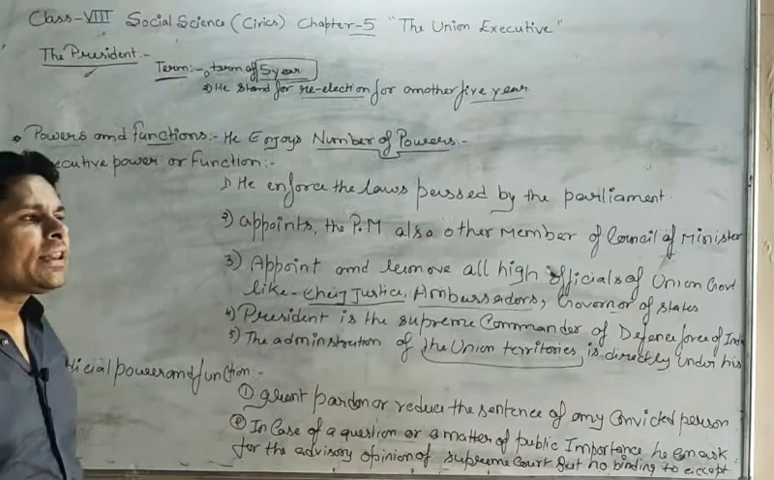 Class-VIII Social Science (Civics) Chapter-5 "The Union Executive"
The President:-
Term:- ① term of 5 year
② He stand for re-election for another five year.
• Powers and functions:- He Enjoys Number of Powers:-
ecutive power or function:-
1) He enforce the laws passed by the parliament.
2) appoints, the P.M also other Member of Council of Minister
3) Appoint and remove all high officials of Union Govt
like- Chief Justice, Ambassadors, Governor of states
4) President is the supreme Commander of Defence force of Ind
5) The adminstration of the Union territories is directly under his
dicial power and function:-
① grant pardon or reduce the sentence of any Convicted person
② In Case of a question or a matter of public Importance he can ask
for the advisory opinion of supreme Court But no binding to accept